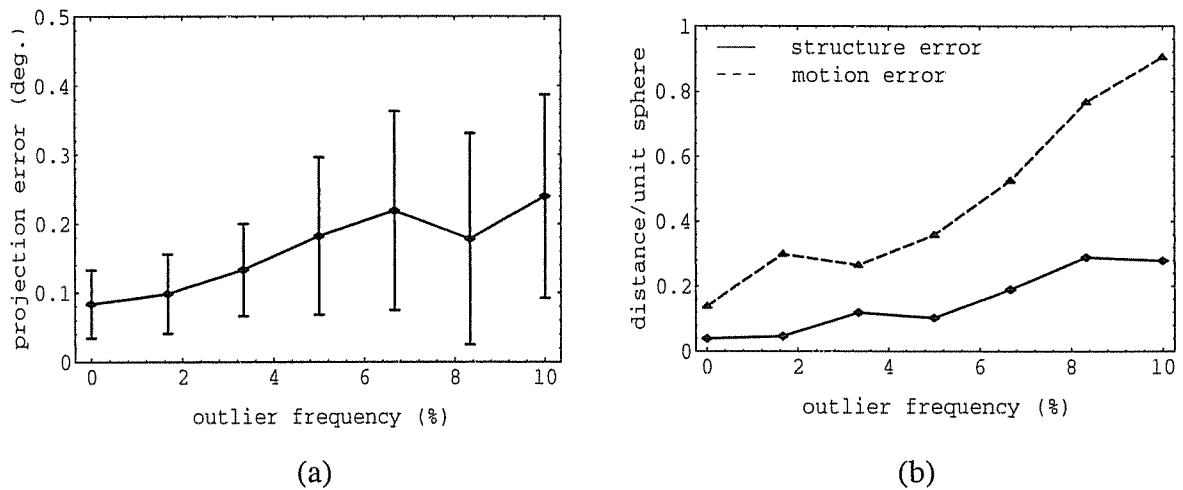 projection error (deg.)
0.5
0.4
0.3
0.2
0.1
0
0 2 4 6 8 10
outlier frequency (%)
(a)
distance/unit sphere
1
0.8
0.6
0.4
0.2
0
structure error
motion error
0 2 4 6 8 10
outlier frequency (%)
(b)